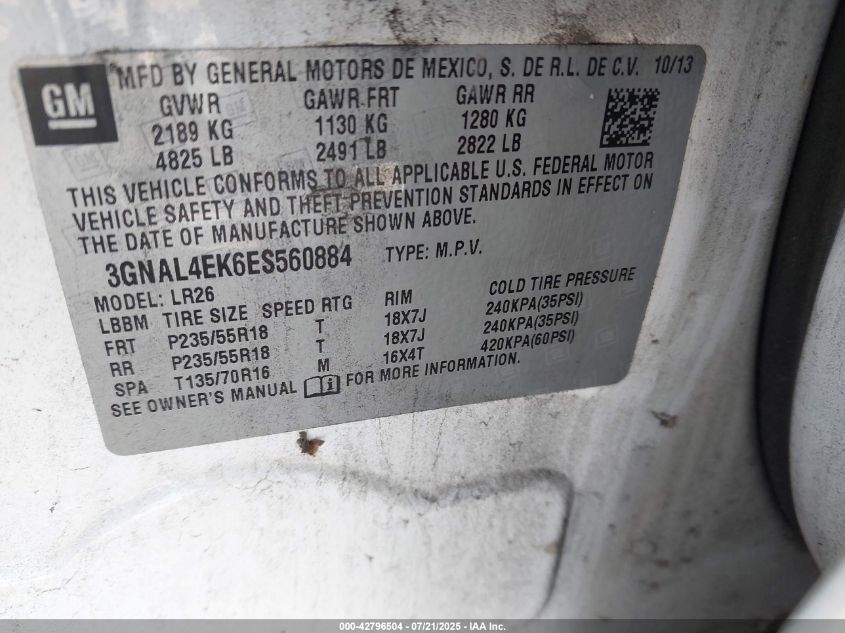 GM
MFD BY GENERAL MOTORS DE MEXICO, S. DE R.L. DE C.V. 10/13
GVWR GAWR FRT GAWR RR
2189 KG 1130 KG 1280 KG
4825 LB 2491 LB 2822 LB
THIS VEHICLE CONFORMS TO ALL APPLICABLE U.S. FEDERAL MOTOR
VEHICLE SAFETY AND THEFT PREVENTION STANDARDS IN EFFECT ON
THE DATE OF MANUFACTURE SHOWN ABOVE.
3GNAL4EK6ES560884 TYPE: M.P.V.
MODEL: LR26
LBBM TIRE SIZE SPEED RTG RIM COLD TIRE PRESSURE
FRT P235/55R18 T 18X7J 240KPA(35PSI)
RR P235/55R18 T 18X7J 240KPA(35PSI)
SPA T135/70R16 M 16X4T 420KPA(60PSI)
SEE OWNER'S MANUAL FOR MORE INFORMATION.
000-42796504 - 07/21/2025 - IAA Inc.